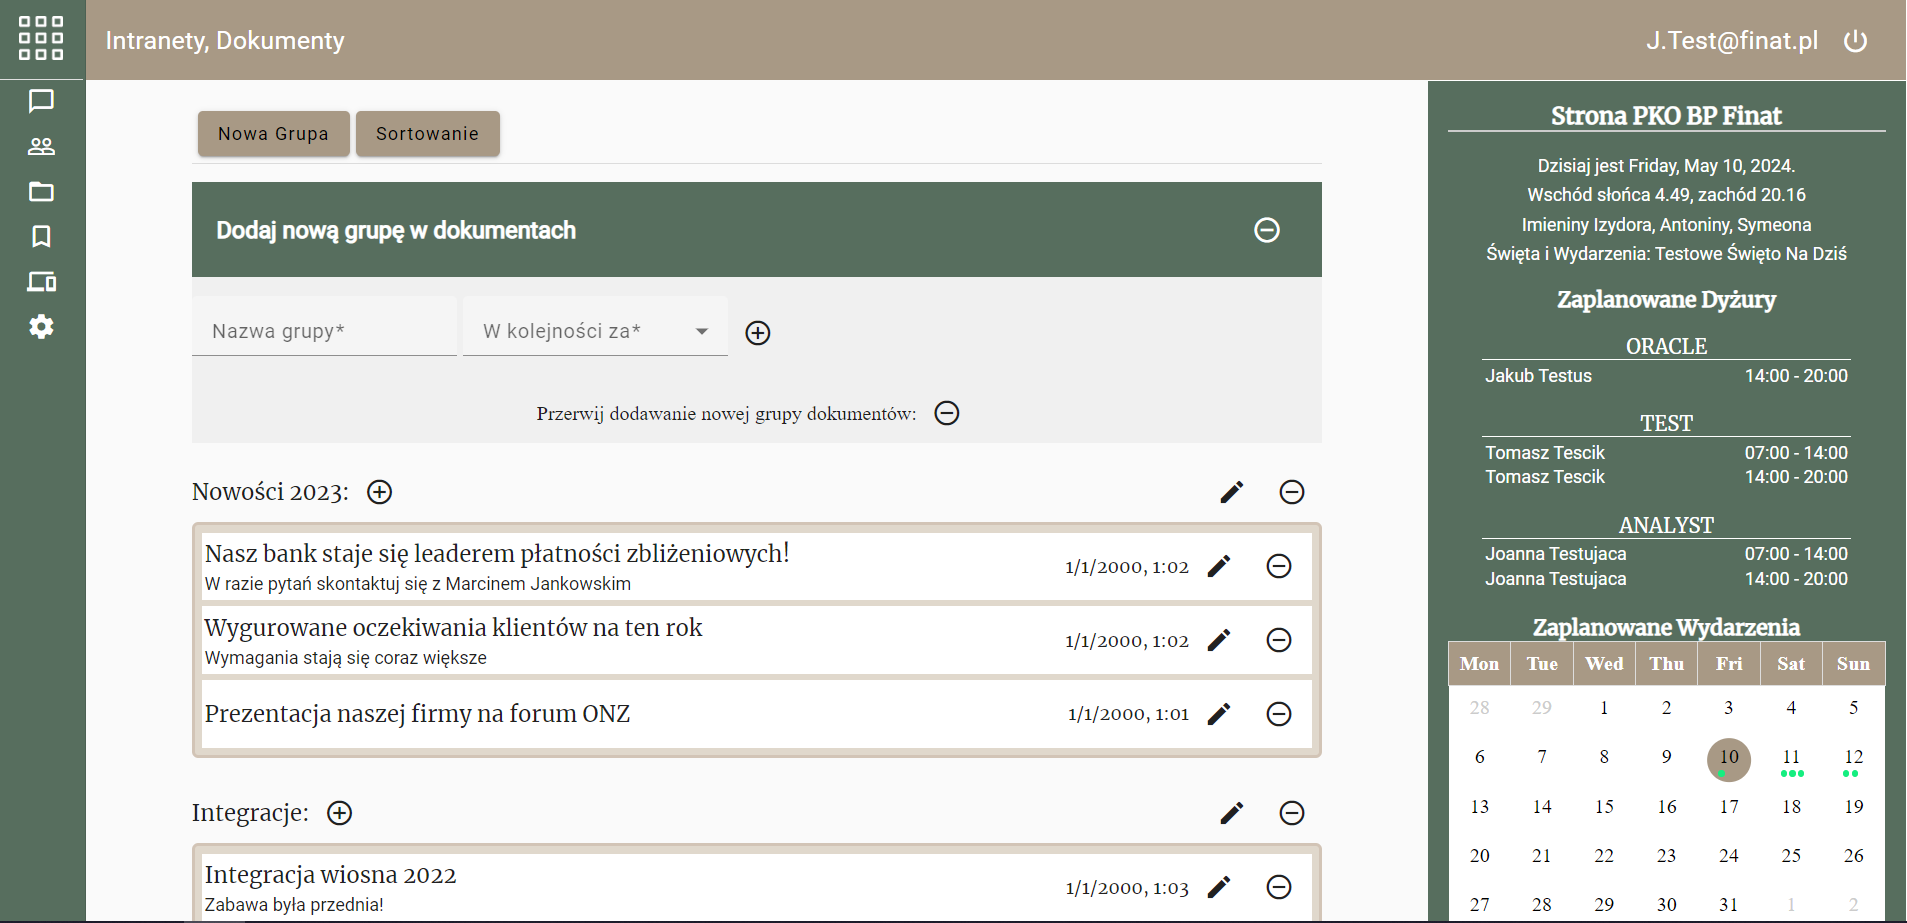 Intranety, Dokumenty
J.Test@finat.pl
Nowa Grupa
Sortowanie
Dodaj nową grupę w dokumentach
Nazwa grupy*
W kolejności za*
Przerwij dodawanie nowej grupy dokumentów:
Nowości 2023:
Nasz bank staje się leaderem płatności zbliżeniowych!
W razie pytań skontaktuj się z Marcinem Jankowskim
1/1/2000, 1:02
Wygurowane oczekiwania klientów na ten rok
Wymagania stają się coraz większe
1/1/2000, 1:02
Prezentacja naszej firmy na forum ONZ
1/1/2000, 1:01
Integracje:
Integracja wiosna 2022
Zabawa była przednia!
1/1/2000, 1:03
Strona PKO BP Finat
Dzisiaj jest Friday, May 10, 2024.
Wschód słońca 4.49, zachód 20.16
Imieniny Izydora, Antoniny, Symeona
Święta i Wydarzenia: Testowe Święto Na Dziś
Zaplanowane Dyżury
ORACLE
Jakub Testus 14:00 - 20:00
TEST
Tomasz Tescik 07:00 - 14:00
Tomasz Tescik 14:00 - 20:00
ANALYST
Joanna Testujaca 07:00 - 14:00
Joanna Testujaca 14:00 - 20:00
Zaplanowane Wydarzenia
Mon Tue Wed Thu Fri Sat Sun
28 29 1 2 3 4 5
6 7 8 9 10 11 12
13 14 15 16 17 18 19
20 21 22 23 24 25 26
27 28 29 30 31 1 2